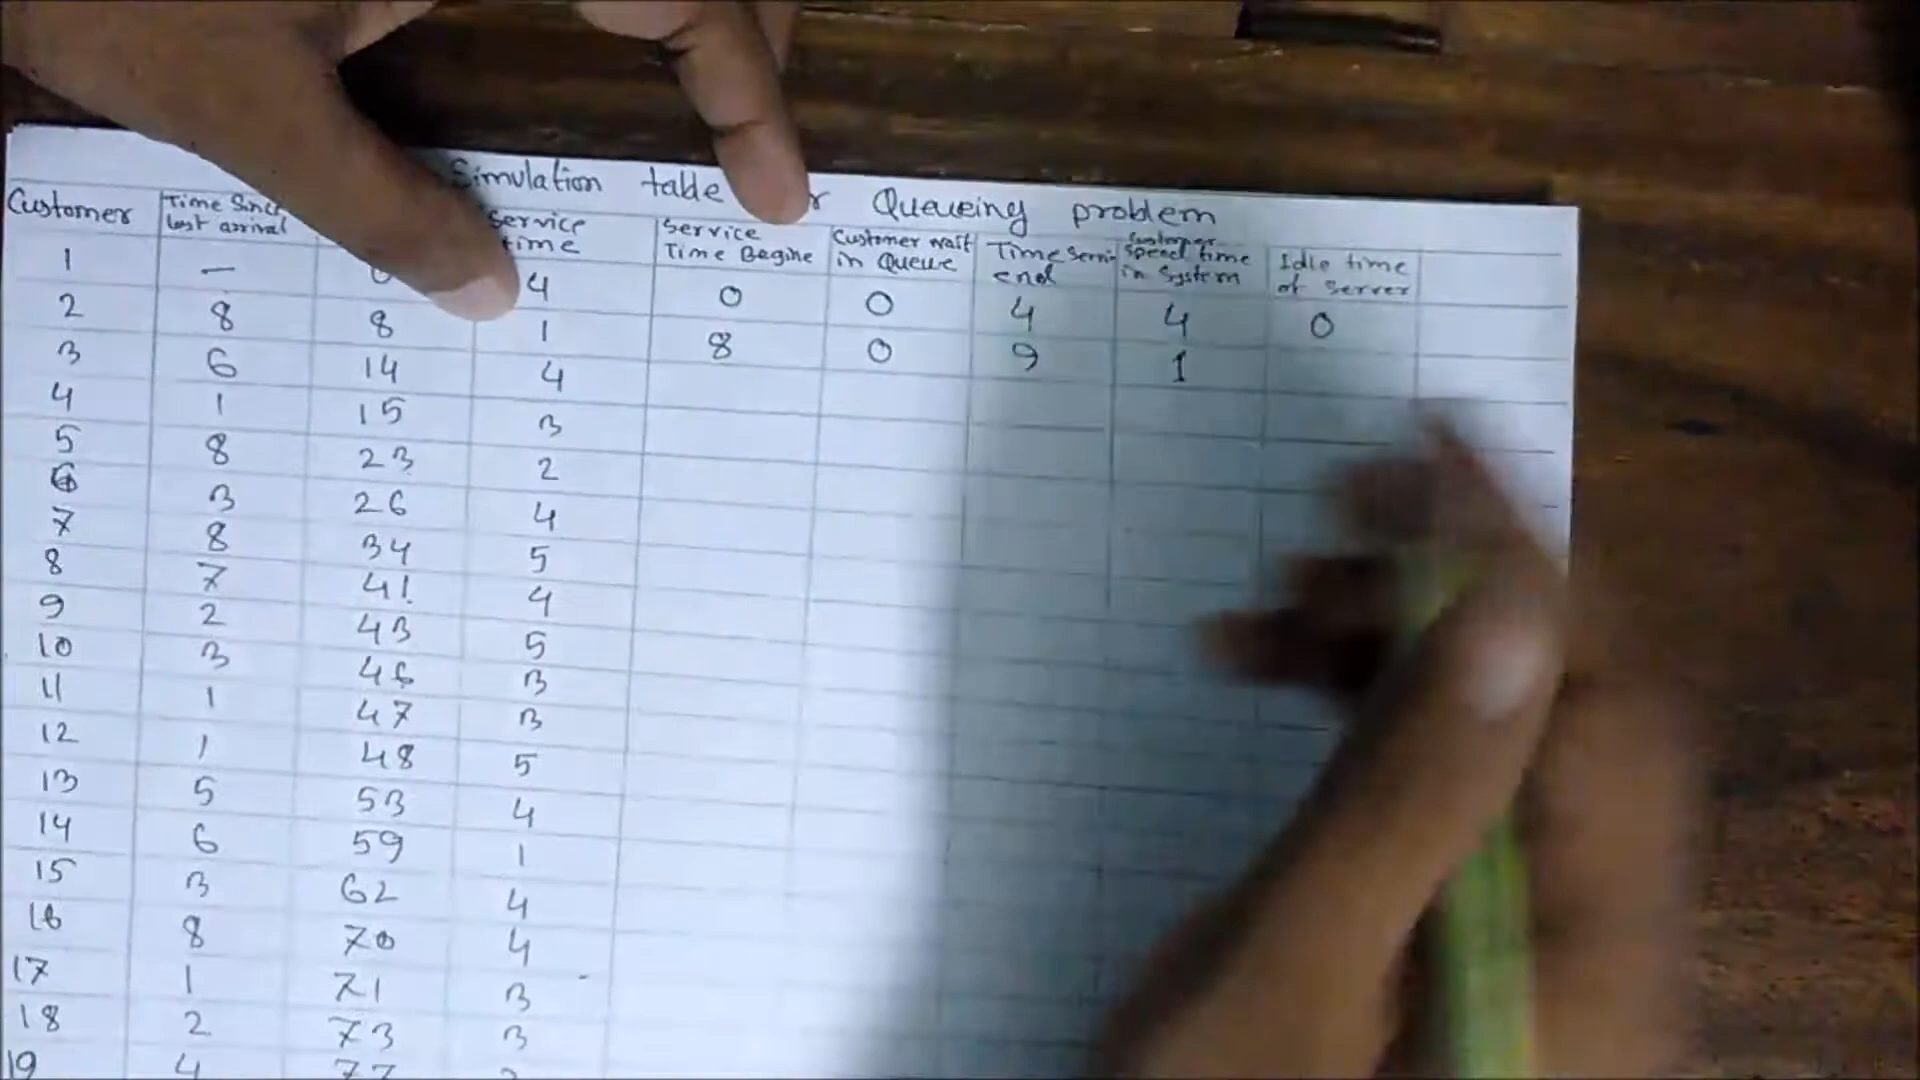 Simulation table Queueing problem
Customer
Time Since last arrival
Service time
Service Time Begine
Customer wait in Queue
Time Servi end
Customer spend time in System
Idle time of Server
1 — 4 0 0 4 4 0
2 8 8 1 8 0 9 1
3 6 14 4
4 1 15 3
5 8 23 2
6 3 26 4
7 8 34 5
8 7 41 4
9 2 43 5
10 3 46 3
11 1 47 3
12 1 48 5
13 5 53 4
14 6 59 1
15 3 62 4
16 8 70 4
17 1 71 3
18 2 73 3
19 4 77